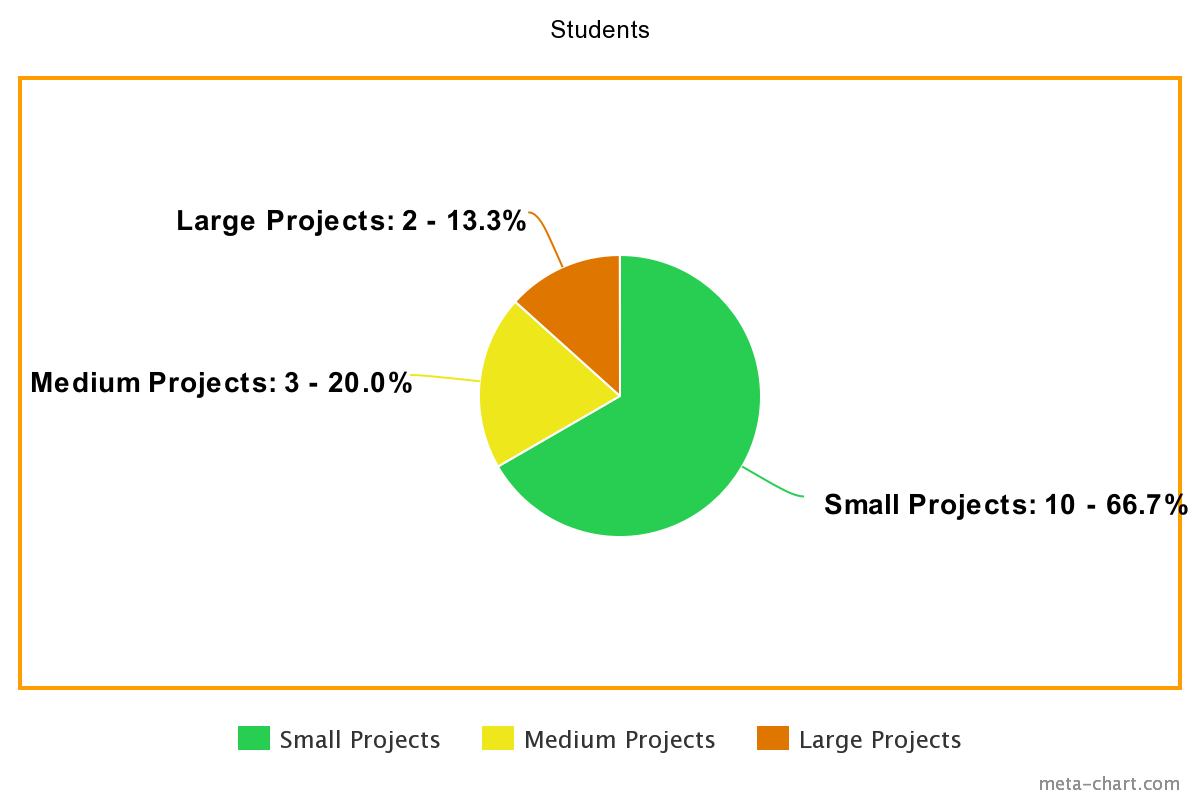 Students
Large Projects: 2 - 13.3%
Medium Projects: 3 - 20.0%
Small Projects: 10 - 66.7%
Small Projects
Medium Projects
Large Projects
meta-chart.com